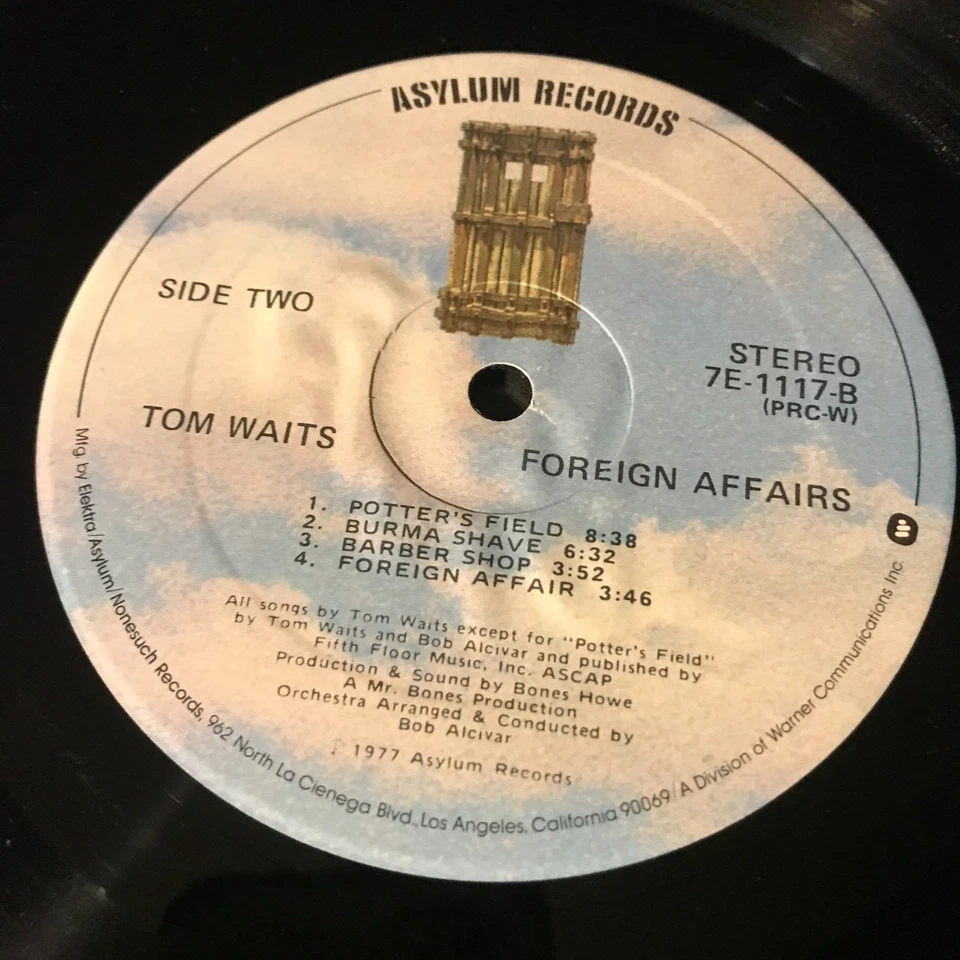 ASYLUM RECORDS
SIDE TWO
STEREO
7E-1117-B
(PRC-W)
TOM WAITS
FOREIGN AFFAIRS
1. POTTER'S FIELD 8:38
2. BURMA SHAVE 6:32
3. BARBER SHOP 3:52
4. FOREIGN AFFAIR 3:46
All songs by Tom Waits except for "Potter's Field"
by Tom Waits and Bob Alcivar and published by
Fifth Floor Music, Inc. ASCAP
Production & Sound by Bones Howe
A Mr. Bones Production
Orchestra Arranged & Conducted by
Bob Alcivar
℗ 1977 Asylum Records
Mfg. by Elektra/Asylum/Nonesuch Records, 962 North La Cienega Blvd., Los Angeles, California 90069/A Division of Warner Communications Inc.